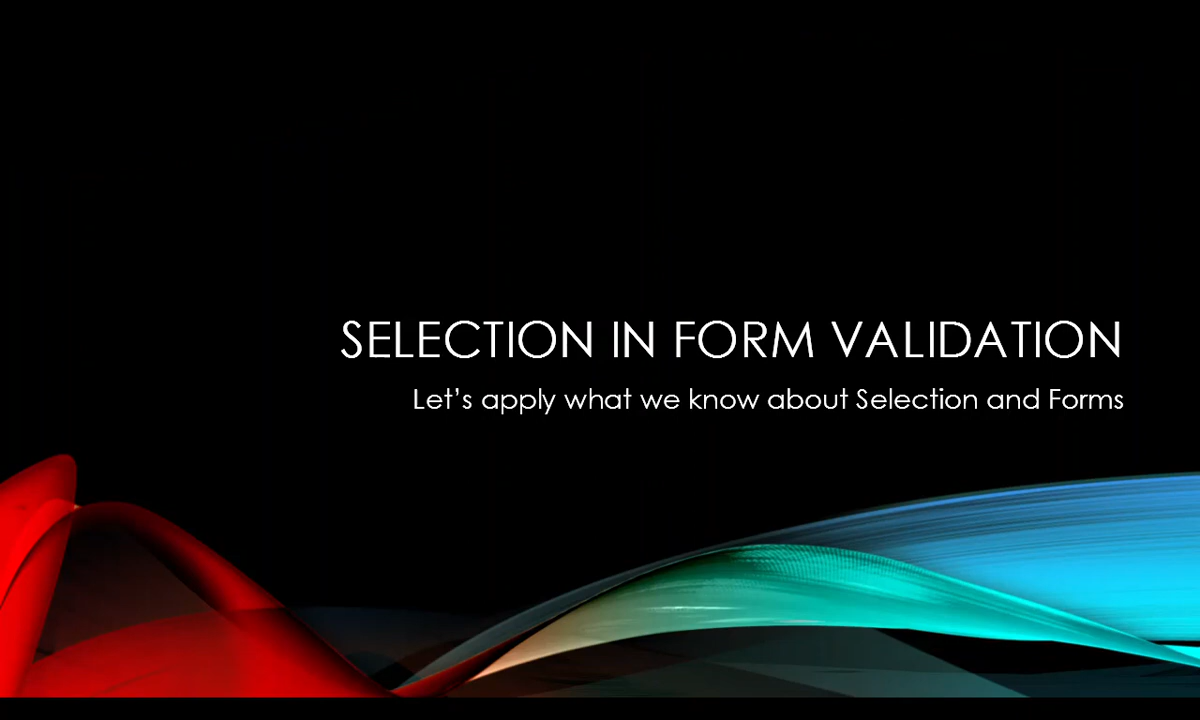 SELECTION IN FORM VALIDATION
Let’s apply what we know about Selection and Forms